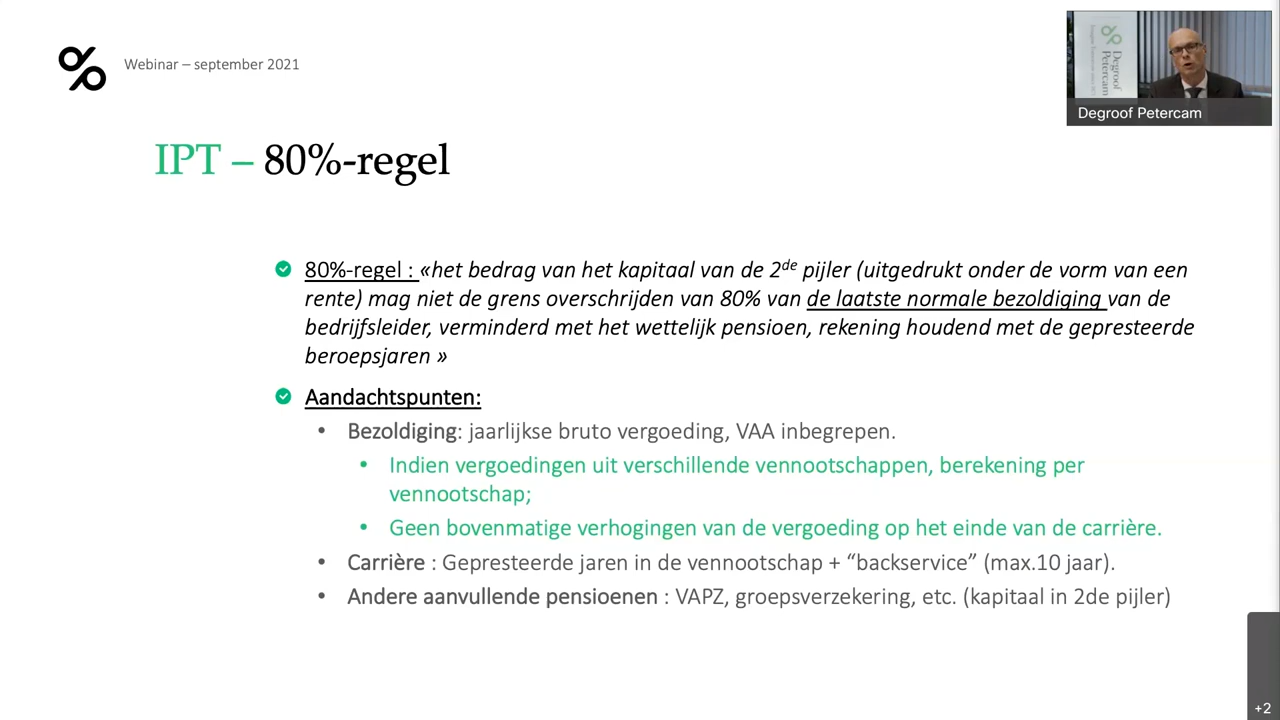 Webinar – september 2021
Degroof
Petercam
Degroof Petercam
IPT – 80%-regel
80%-regel : «het bedrag van het kapitaal van de 2de pijler (uitgedrukt onder de vorm van een
rente) mag niet de grens overschrijden van 80% van de laatste normale bezoldiging van de
bedrijfsleider, verminderd met het wettelijk pensioen, rekening houdend met de gepresteerde
beroepsjaren »
Aandachtspunten:
• Bezoldiging: jaarlijkse bruto vergoeding, VAA inbegrepen.
• Indien vergoedingen uit verschillende vennootschappen, berekening per
vennootschap;
• Geen bovenmatige verhogingen van de vergoeding op het einde van de carrière.
• Carrière : Gepresteerde jaren in de vennootschap + “backservice” (max.10 jaar).
• Andere aanvullende pensioenen : VAPZ, groepsverzekering, etc. (kapitaal in 2de pijler)
+2